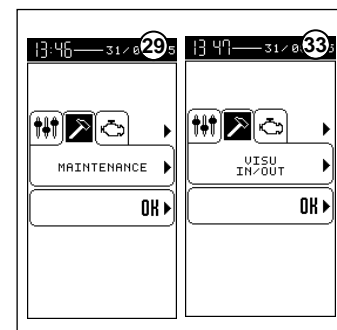 13:46 31/0 5
29
MAINTENANCE
OK
13 47 31/0
33
VISU
IN/OUT
OK